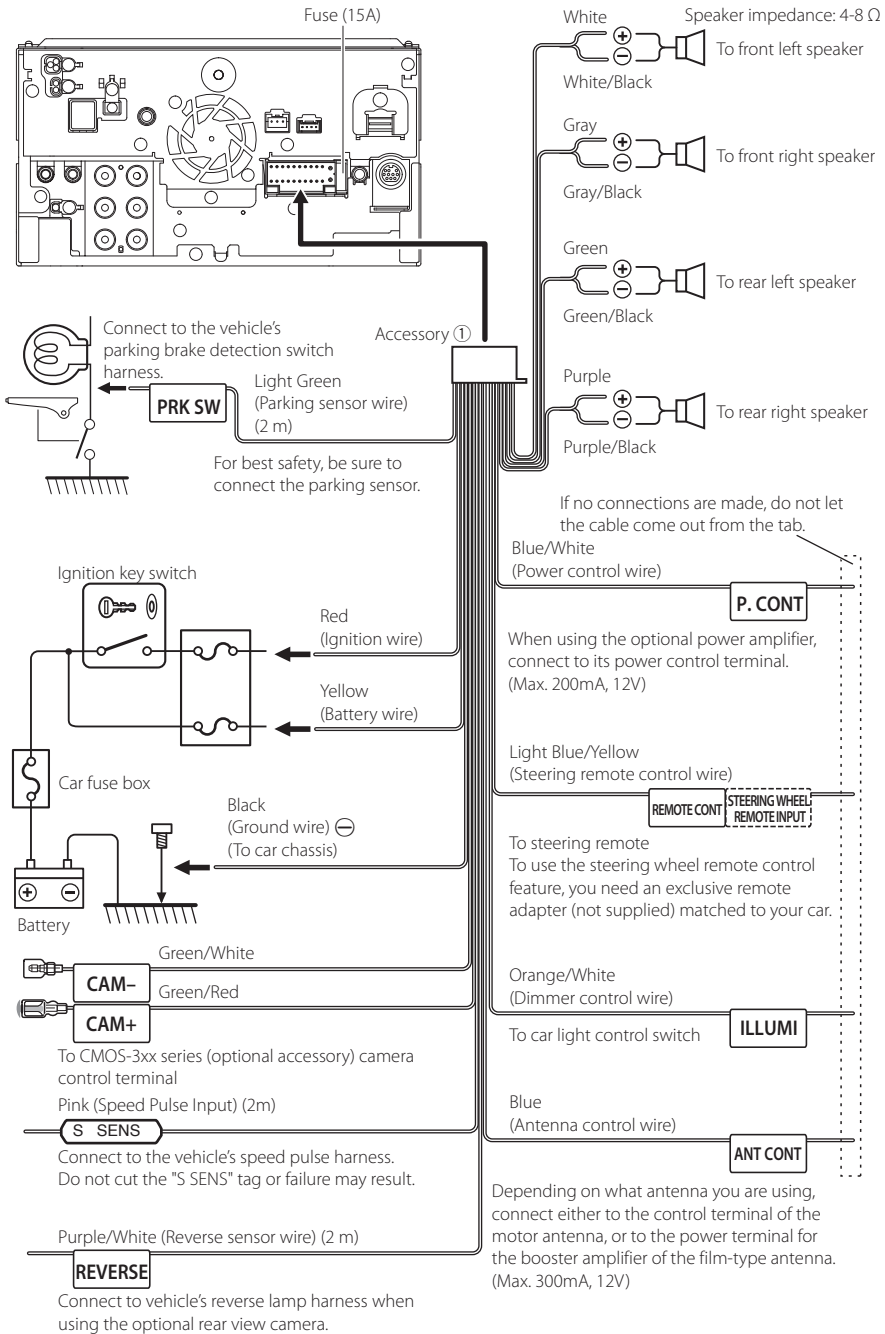 Fuse (15A)
White
Speaker impedance: 4-8 Ω
⊕
⊖
To front left speaker
White/Black
Gray
⊕
⊖
To front right speaker
Gray/Black
Green
⊕
⊖
To rear left speaker
Green/Black
Purple
⊕
⊖
To rear right speaker
Purple/Black
Accessory ①
Connect to the vehicle's
parking brake detection switch
harness.
Light Green
(Parking sensor wire)
(2 m)
PRK SW
For best safety, be sure to
connect the parking sensor.
If no connections are made, do not let
the cable come out from the tab.
Blue/White
(Power control wire)
P. CONT
When using the optional power amplifier,
connect to its power control terminal.
(Max. 200mA, 12V)
Ignition key switch
Red
(Ignition wire)
Yellow
(Battery wire)
Car fuse box
Black
(Ground wire) ⊖
(To car chassis)
⊕
⊖
Battery
Light Blue/Yellow
(Steering remote control wire)
REMOTE CONT
STEERING WHEEL
REMOTE INPUT
To steering remote
To use the steering wheel remote control
feature, you need an exclusive remote
adapter (not supplied) matched to your car.
Green/White
CAM–
Green/Red
CAM+
To CMOS-3xx series (optional accessory) camera
control terminal
Orange/White
(Dimmer control wire)
To car light control switch
ILLUMI
Pink (Speed Pulse Input) (2m)
S SENS
Connect to the vehicle's speed pulse harness.
Do not cut the "S SENS" tag or failure may result.
Blue
(Antenna control wire)
ANT CONT
Depending on what antenna you are using,
connect either to the control terminal of the
motor antenna, or to the power terminal for
the booster amplifier of the film-type antenna.
(Max. 300mA, 12V)
Purple/White (Reverse sensor wire) (2 m)
REVERSE
Connect to vehicle's reverse lamp harness when
using the optional rear view camera.